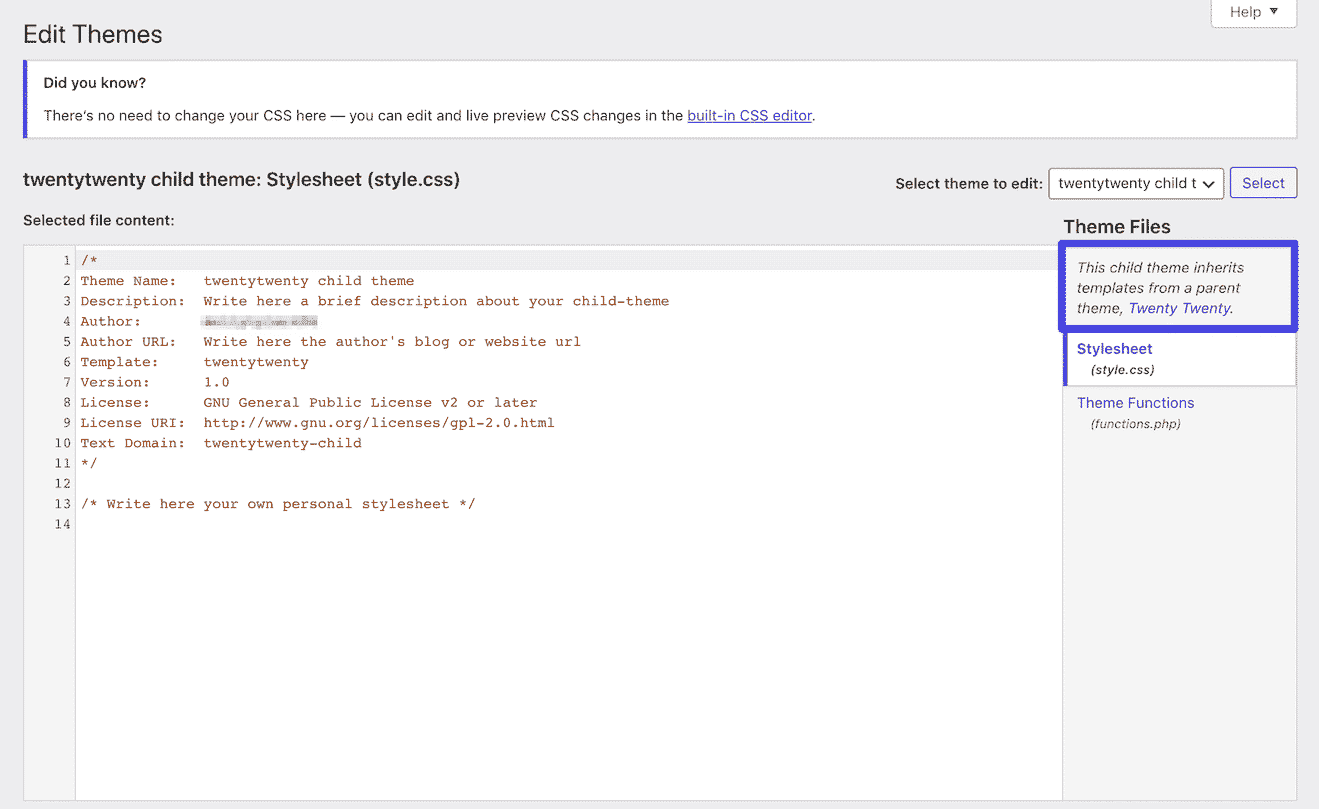 Help ▼
Edit Themes
Did you know?
There's no need to change your CSS here — you can edit and live preview CSS changes in the built-in CSS editor.
twentytwenty child theme: Stylesheet (style.css)
Select theme to edit: twentytwenty child t Select
Selected file content:
Theme Files
1 /*
2 Theme Name: twentytwenty child theme
3 Description: Write here a brief description about your child-theme
4 Author:
5 Author URL: Write here the author's blog or website url
6 Template: twentytwenty
7 Version: 1.0
8 License: GNU General Public License v2 or later
9 License URI: http://www.gnu.org/licenses/gpl-2.0.html
10 Text Domain: twentytwenty-child
11 */
12
13 /* Write here your own personal stylesheet */
14
This child theme inherits
templates from a parent
theme, Twenty Twenty.
Stylesheet
(style.css)
Theme Functions
(functions.php)